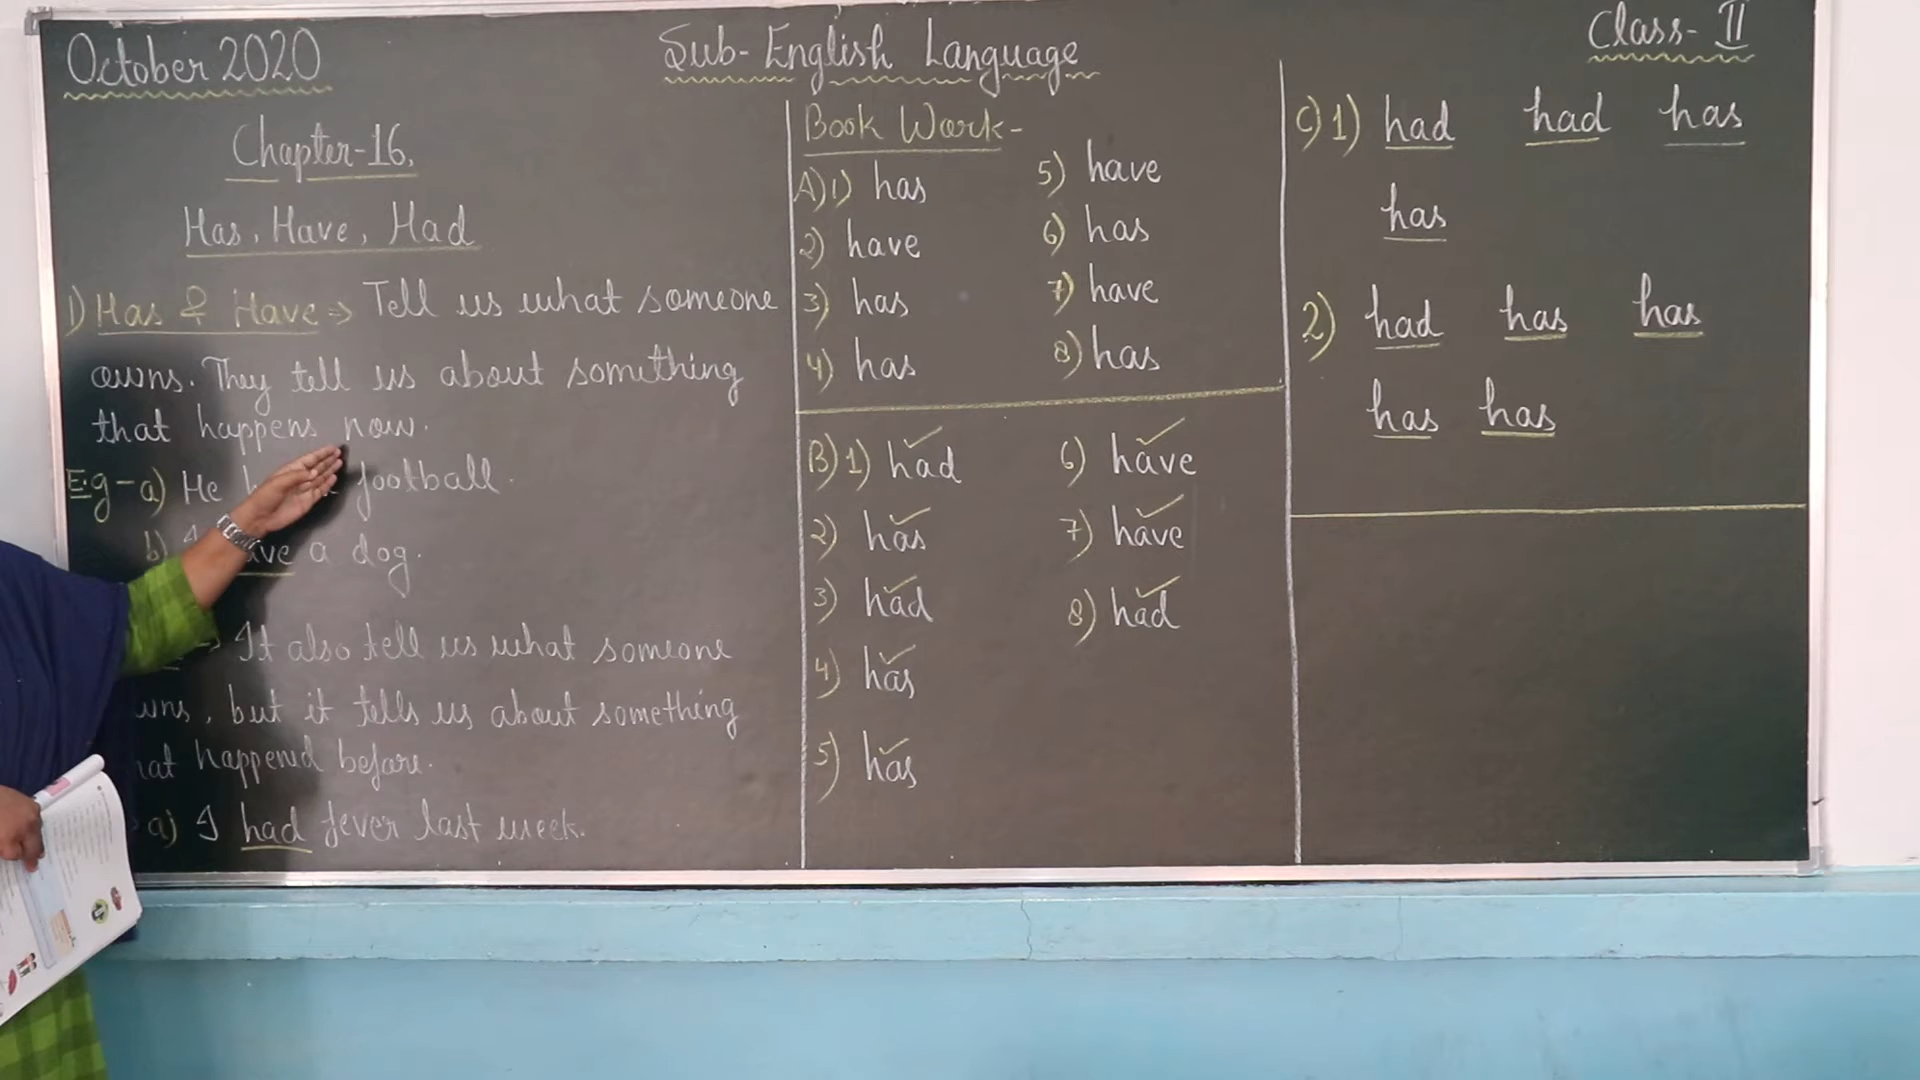 October 2020
Sub- English Language
Class- II
Chapter-16.
Has, Have, Had
1) Has & Have ⇒ Tell us what someone
owns. They tell us about something
that happens now.
E.g - a) He football.
b) I a dog.
It also tell us what someone
, but it tells us about something
happened before.
a) I had fever last week.
Book Work-
A) 1) has
2) have
3) has
4) has
5) have
6) has
7) have
8) has
B) 1) had
2) has
3) had
4) has
5) has
6) have
7) have
8) had
C) 1) had had has
has
2) had has has
has has